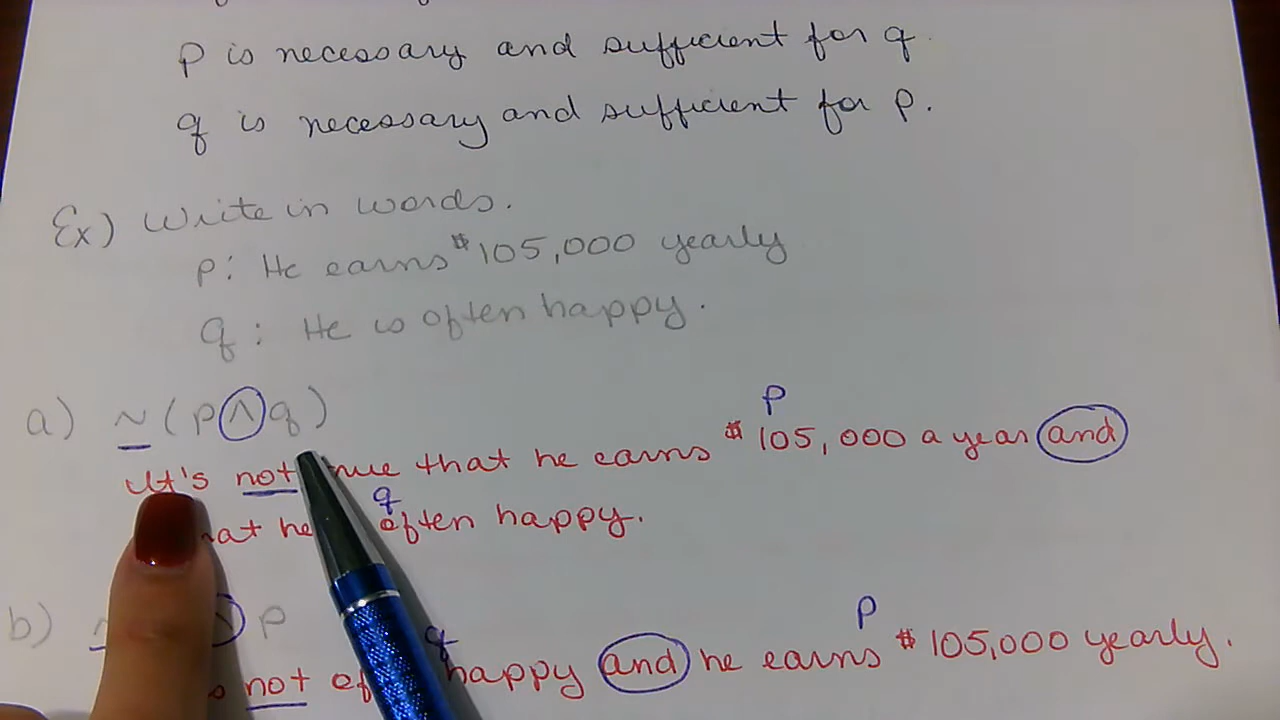 p is necessary and sufficient for q.
q is necessary and sufficient for p.
Ex) Write in words.
p: He earns $105,000 yearly
q: He is often happy.
a) ~(p∧q)
p
It's not that he earns $105,000 a year and
q
he often happy.
b) p
p
q
not happy and he earns $105,000 yearly.